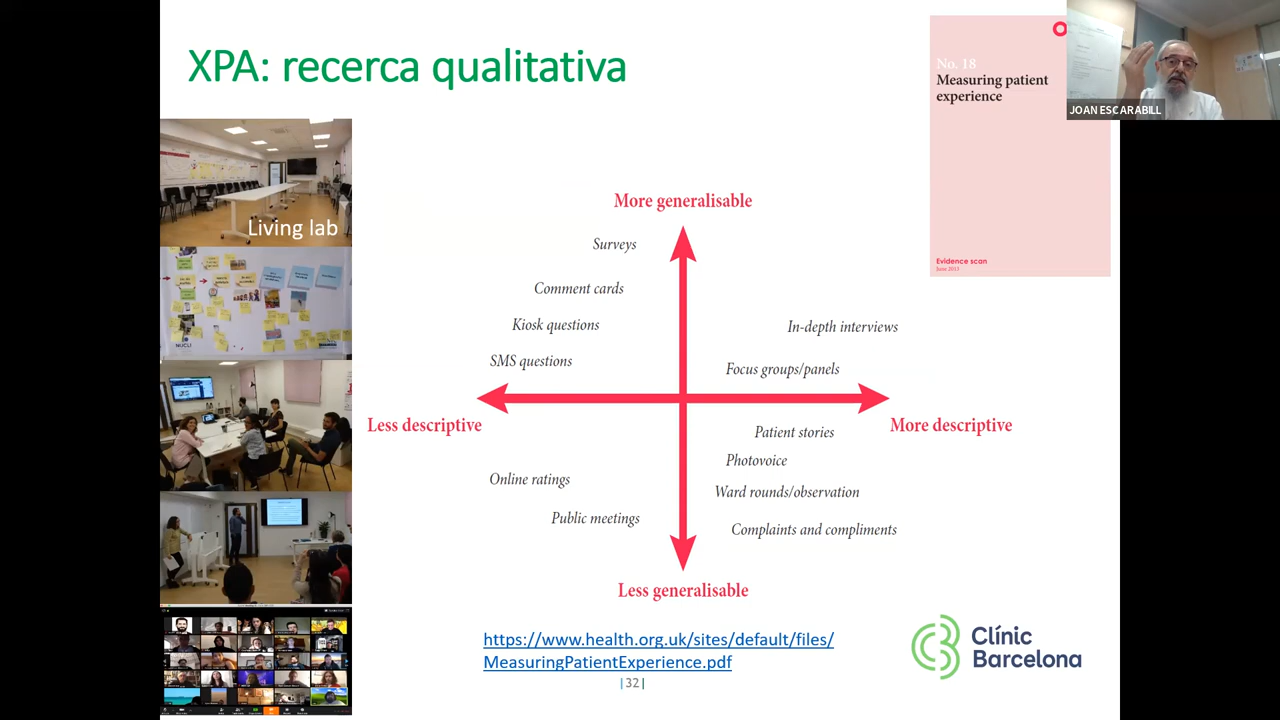 XPA: recerca qualitativa
No. 18
Measuring patient
experience
JOAN ESCARABILL
Living lab
More generalisable
Surveys
Comment cards
Kiosk questions
In-depth interviews
SMS questions
Focus groups/panels
Less descriptive
More descriptive
Patient stories
Photovoice
Online ratings
Ward rounds/observation
Public meetings
Complaints and compliments
Less generalisable
Evidence scan
June 2013
https://www.health.org.uk/sites/default/files/
MeasuringPatientExperience.pdf
|32|
Clínic
Barcelona